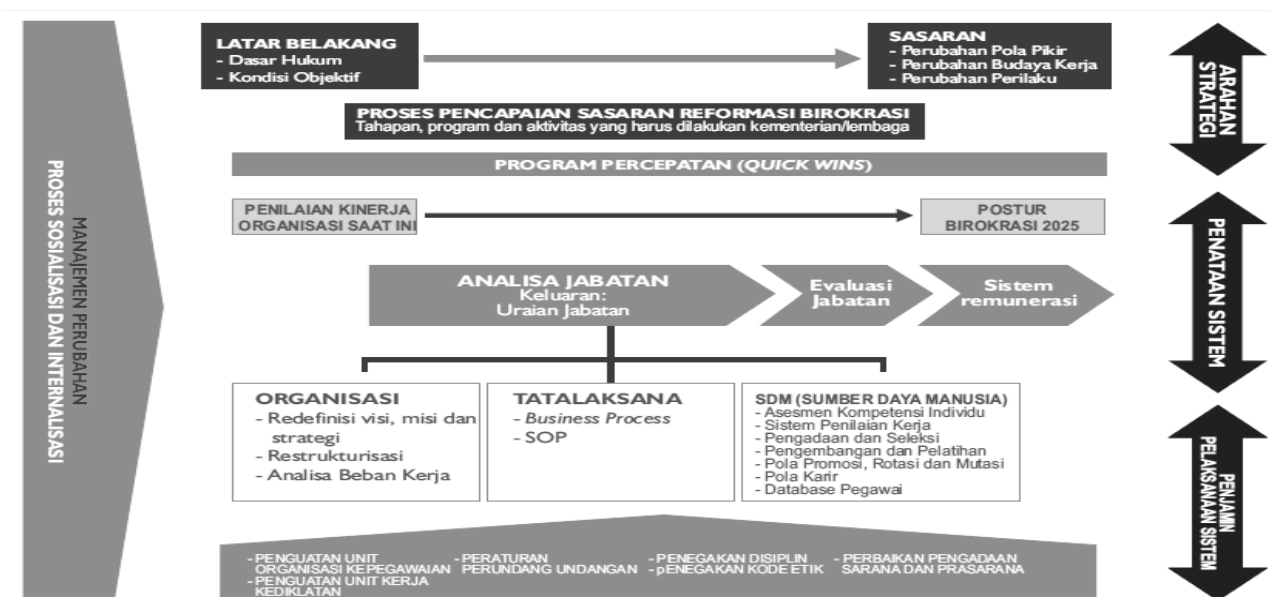 LATAR BELAKANG
- Dasar Hukum
- Kondisi Objektif
SASARAN
- Perubahan Pola Pikir
- Perubahan Budaya Kerja
- Perubahan Perilaku
PROSES PENCAPAIAN SASARAN REFORMASI BIROKRASI
Tahapan, program dan aktivitas yang harus dilakukan kementerian/lembaga
PROGRAM PERCEPATAN (QUICK WINS)
PENILAIAN KINERJA
ORGANISASI SAAT INI
POSTUR
BIROKRASI 2025
ANALISA JABATAN
Keluaran:
Uraian Jabatan
Evaluasi
Jabatan
Sistem
remunerasi
ORGANISASI
- Redefinisi visi, misi dan
strategi
- Restrukturisasi
- Analisa Beban Kerja
TATALAKSANA
- Business Process
- SOP
SDM (SUMBER DAYA MANUSIA)
- Asesmen Kompetensi Individu
- Sistem Penilaian Kerja
- Pengadaan dan Seleksi
- Pengembangan dan Pelatihan
- Pola Promosi, Rotasi dan Mutasi
- Pola Karir
- Database Pegawai
- PENGUATAN UNIT
ORGANISASI KEPEGAWAIAN
- PENGUATAN UNIT KERJA
KEDIKLATAN
- PERATURAN
PERUNDANG UNDANGAN
- PENEGAKAN DISIPLIN
- pENEGAKAN KODE ETIK
- PERBAIKAN PENGADAAN
SARANA DAN PRASARANA
MANAJEMEN PERUBAHAN
PROSES SOSIALISASI DAN INTERNALISASI
ARAHAN
STRATEGI
PENATAAN SISTEM
PENJAMIN
PELAKSANAAN SISTEM